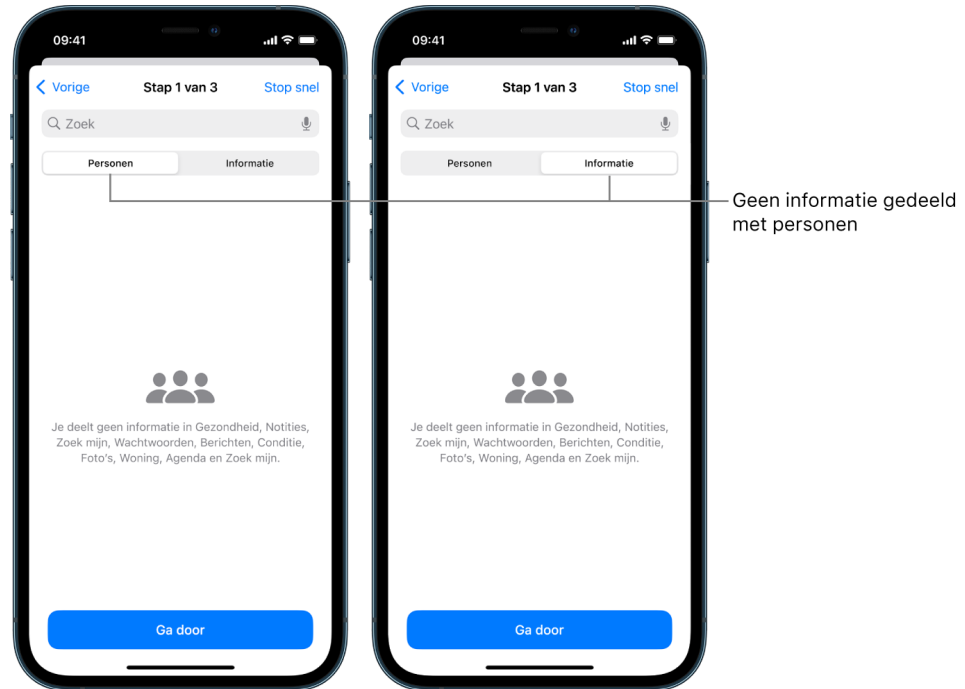 09:41
Vorige
Stap 1 van 3
Stop snel
Zoek
Personen
Informatie
Je deelt geen informatie in Gezondheid, Notities,
Zoek mijn, Wachtwoorden, Berichten, Conditie,
Foto's, Woning, Agenda en Zoek mijn.
Ga door
09:41
Vorige
Stap 1 van 3
Stop snel
Zoek
Personen
Informatie
Je deelt geen informatie in Gezondheid, Notities,
Zoek mijn, Wachtwoorden, Berichten, Conditie,
Foto's, Woning, Agenda en Zoek mijn.
Ga door
Geen informatie gedeeld
met personen